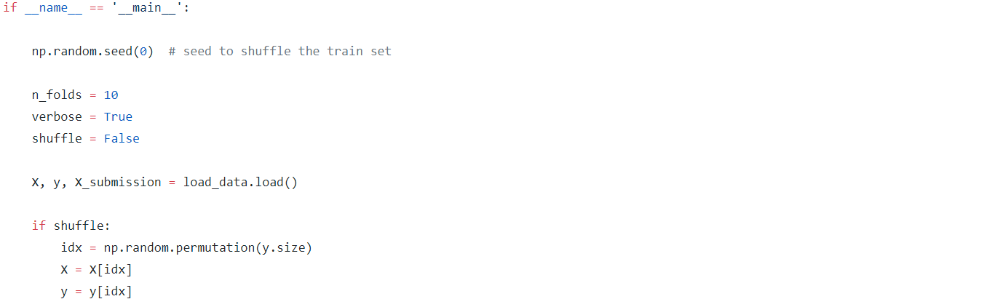 if __name__ == '__main__':
np.random.seed(0)  # seed to shuffle the train set
n_folds = 10
verbose = True
shuffle = False
X, y, X_submission = load_data.load()
if shuffle:
idx = np.random.permutation(y.size)
X = X[idx]
y = y[idx]